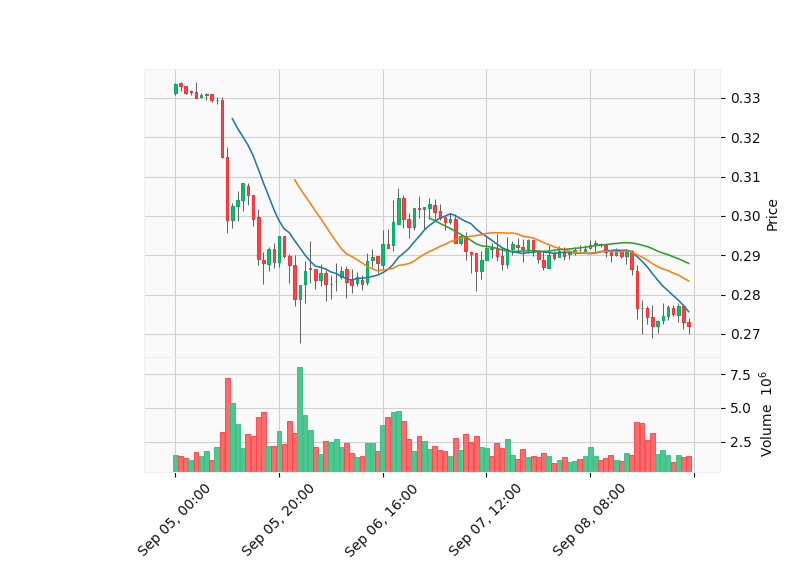 0.33
0.32
0.31
0.30
0.29
0.28
0.27
Price
7.5
5.0
2.5
Volume 10⁶
Sep 05, 00:00
Sep 05, 20:00
Sep 06, 16:00
Sep 07, 12:00
Sep 08, 08:00